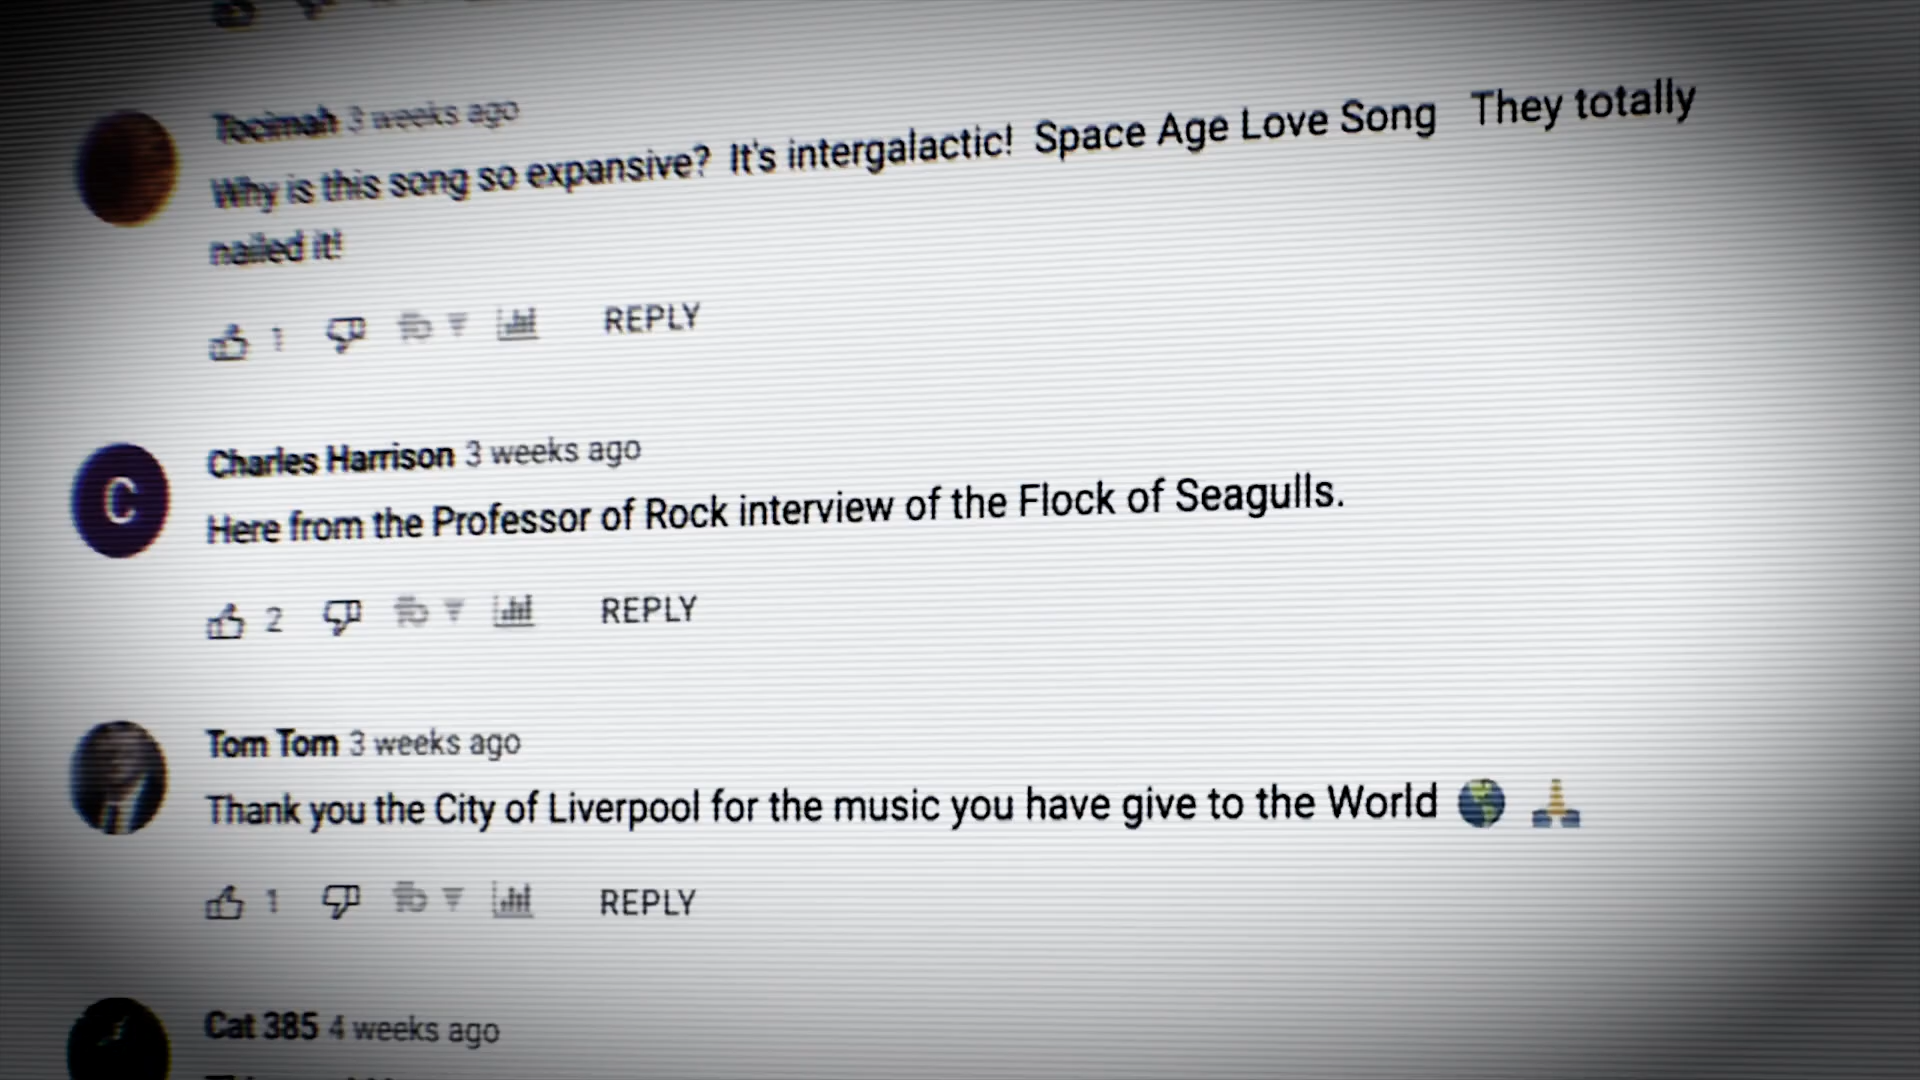 Tocimah 3 weeks ago
Why is this song so expansive? It's intergalactic! Space Age Love Song They totally
nailed it!
1 REPLY
C
Charles Harrison 3 weeks ago
Here from the Professor of Rock interview of the Flock of Seagulls.
2 REPLY
Tom Tom 3 weeks ago
Thank you the City of Liverpool for the music you have give to the World 🌎 🙏
1 REPLY
Cat 385 4 weeks ago